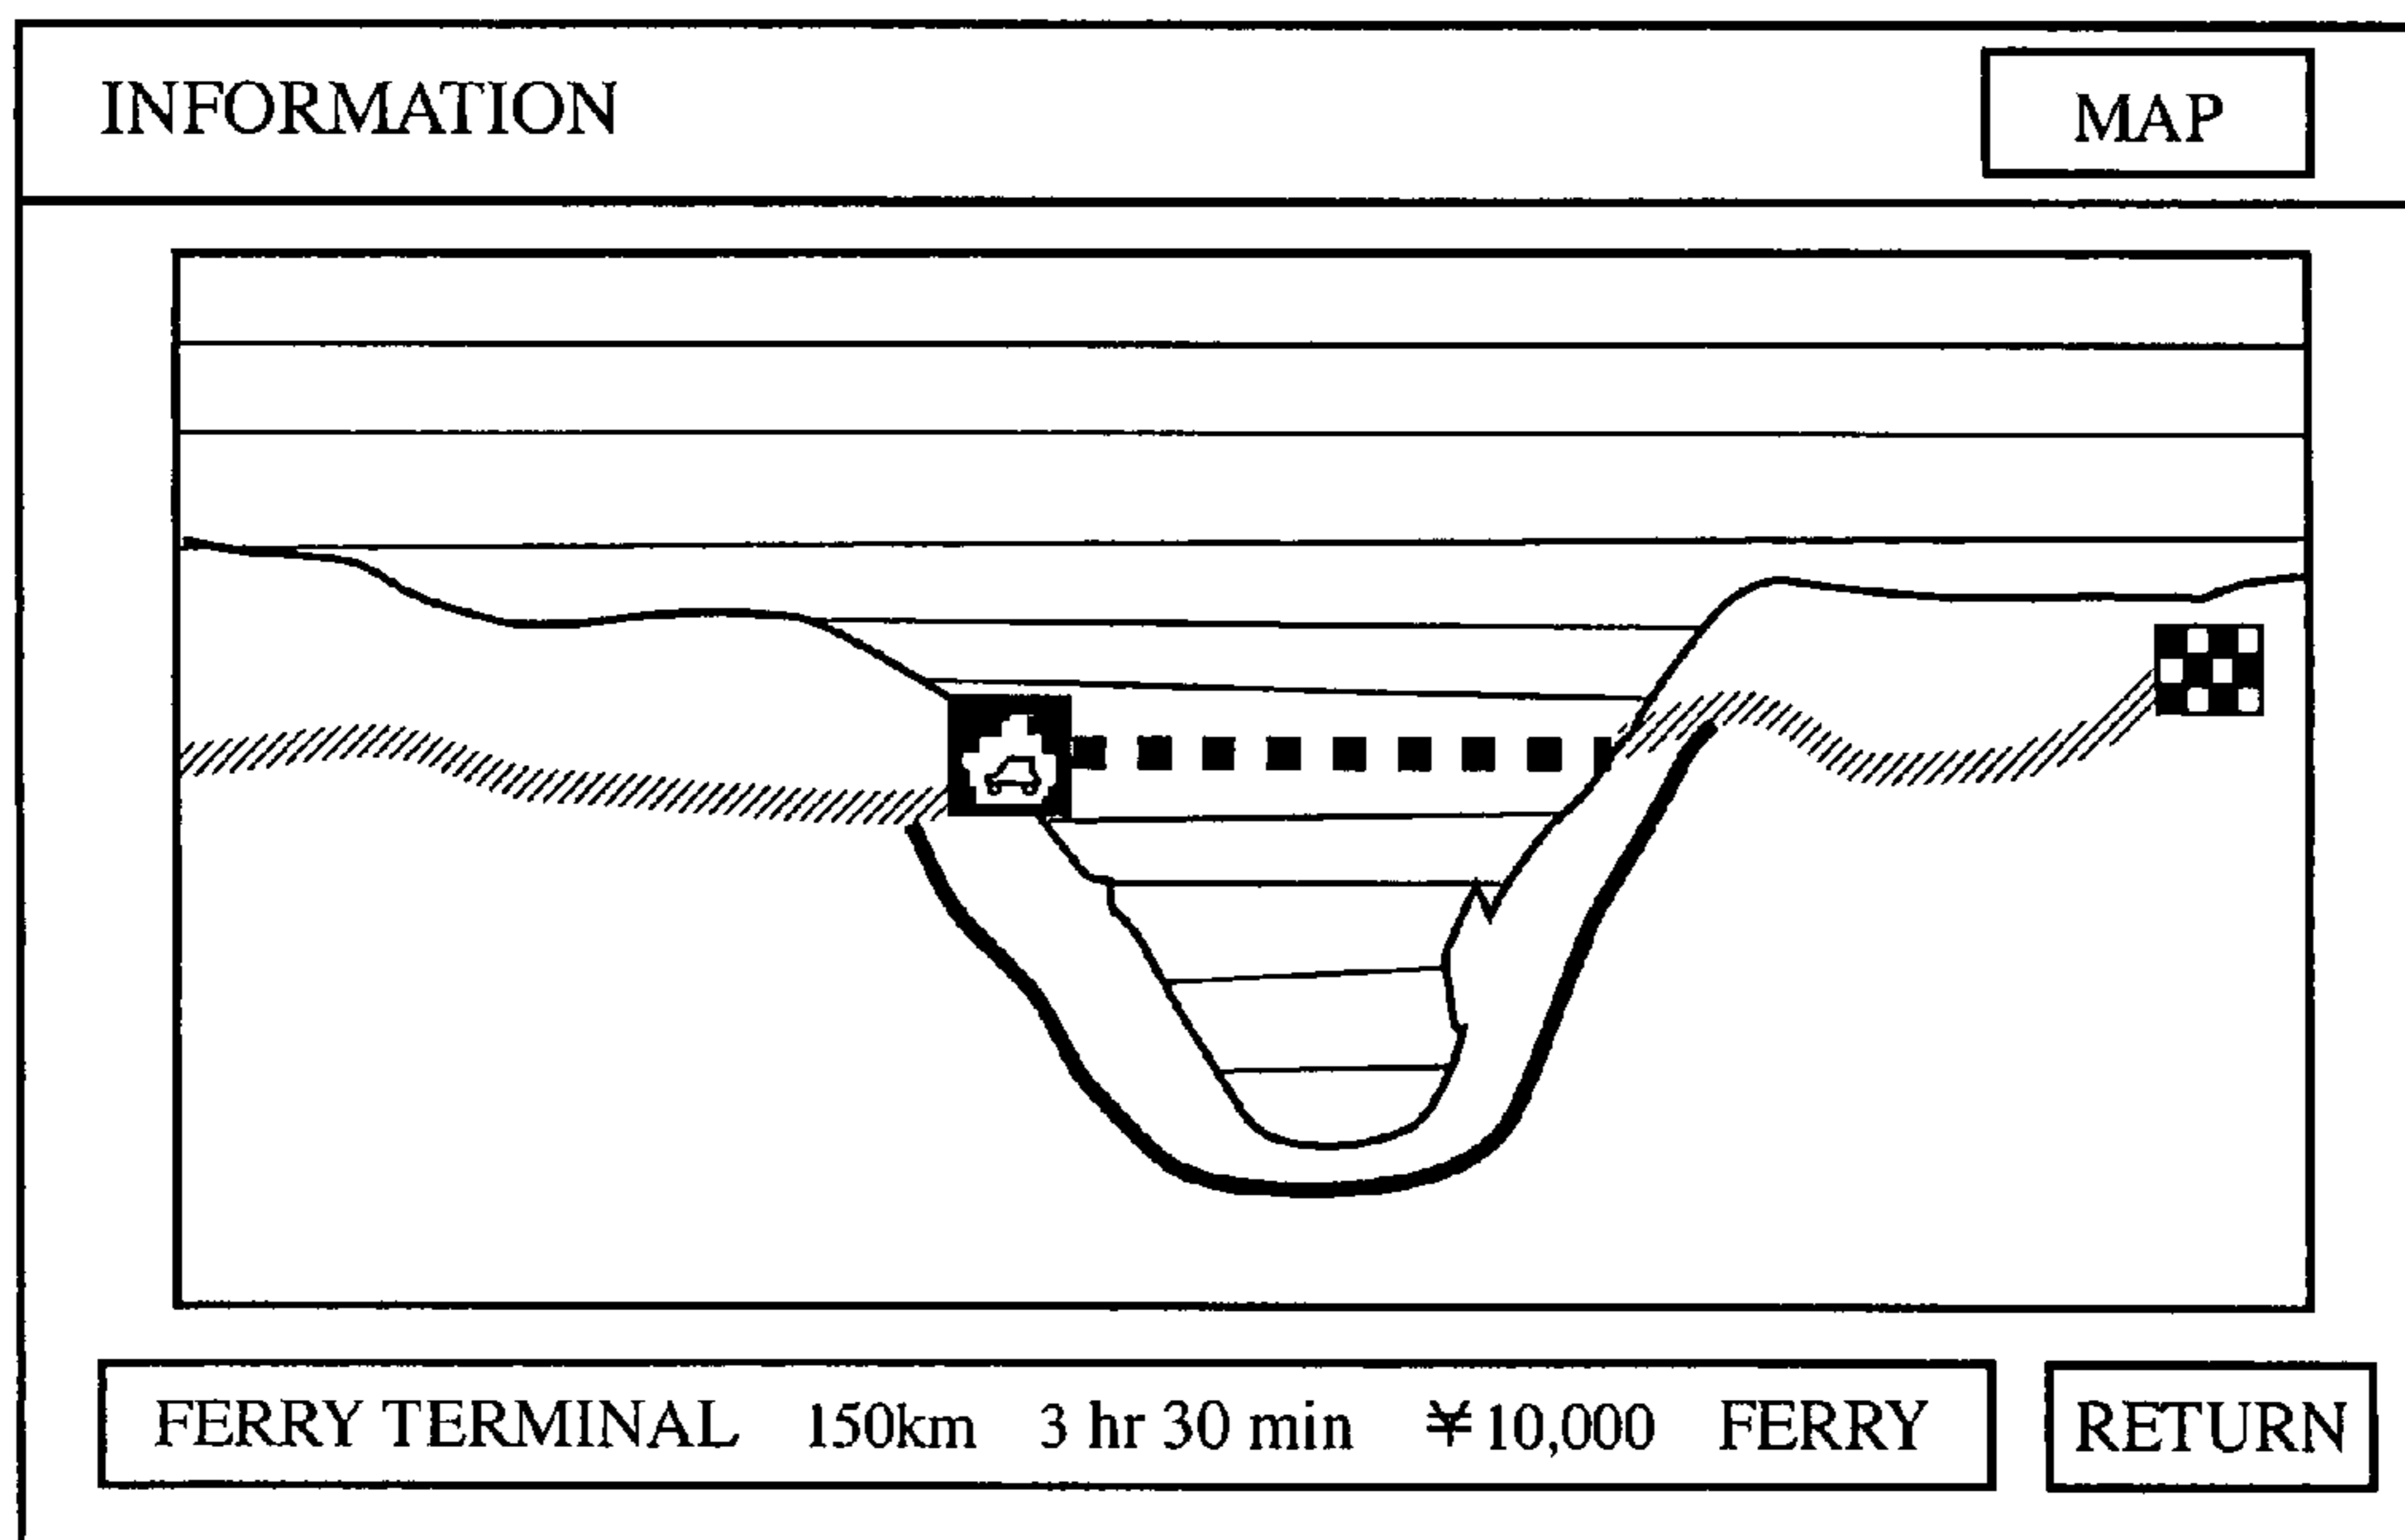 INFORMATION MAP
FERRY TERMINAL 150km 3 hr 30 min ¥10,000 FERRY RETURN